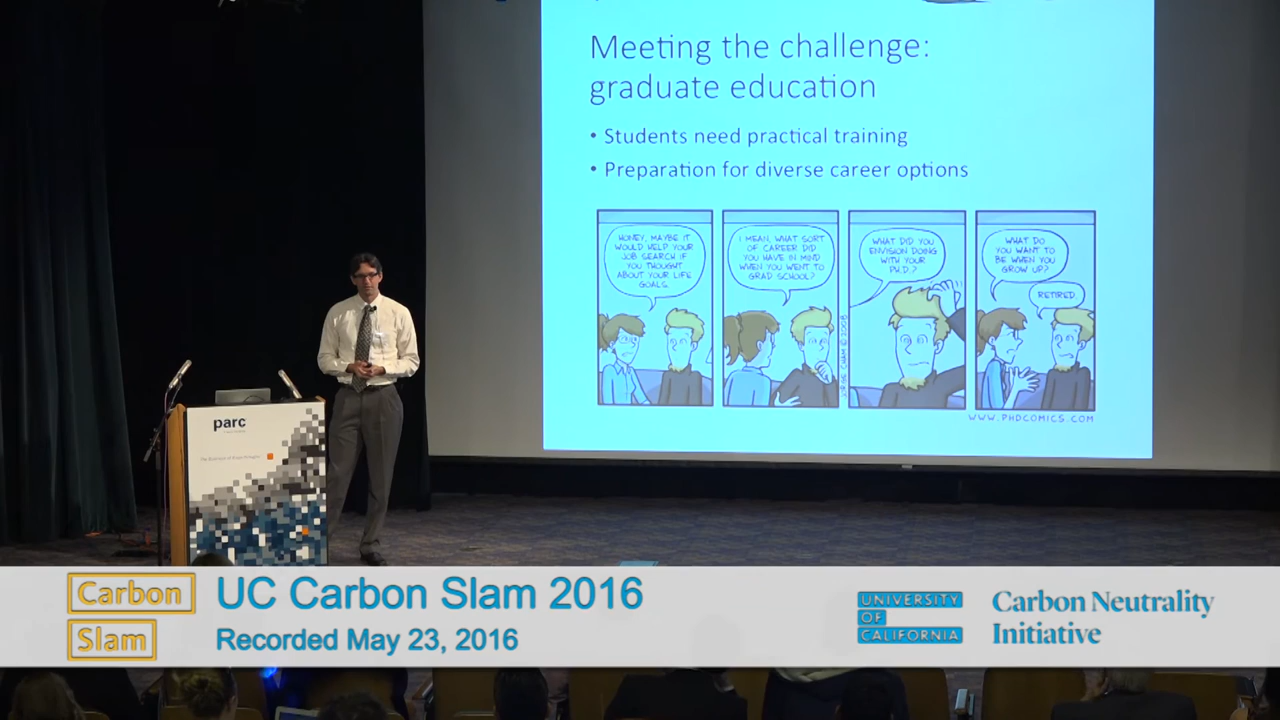 Meeting the challenge:
graduate education
• Students need practical training
• Preparation for diverse career options
HONEY, MAYBE IT
WOULD HELP YOUR
JOB SEARCH IF
YOU THOUGHT
ABOUT YOUR LIFE
GOALS.
I MEAN, WHAT SORT
OF CAREER DID
YOU HAVE IN MIND
WHEN YOU WENT TO
GRAD SCHOOL?
WHAT DID YOU
ENVISION DOING
WITH YOUR
PH.D.?
WHAT DO
YOU WANT TO
BE WHEN YOU
GROW UP?
RETIRED.
JORGE CHAM © 2008
WWW.PHDCOMICS.COM
parc
Carbon
Slam
UC Carbon Slam 2016
Recorded May 23, 2016
UNIVERSITY
OF
CALIFORNIA
Carbon Neutrality
Initiative